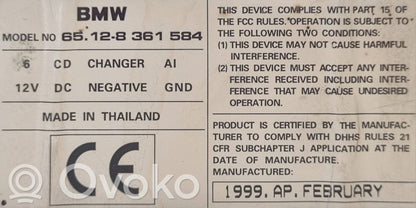 BMW
MODEL NO 65.12-8 361 584
6 CD CHANGER AI
12V DC NEGATIVE GND
MADE IN THAILAND
CE
THIS DEVICE COMPLIES WITH PART 15 OF
THE FCC RULES. OPERATION IS SUBJECT TO
THE FOLLOWING TWO CONDITIONS:
(1) THIS DEVICE MAY NOT CAUSE HARMFUL
INTERFERENCE.
(2) THIS DEVICE MUST ACCEPT ANY INTER-
FERENCE RECEIVED INCLUDING INTER-
FERENCE THAT MAY CAUSE UNDESIRED
OPERATION.
PRODUCT IS CERTIFIED BY THE MANUFAC-
TURER TO COMPLY WITH DHHS RULES 21
CFR SUBCHAPTER J APPLICATION AT THE
DATE OF MANUFACTURE.
MANUFACTURED:
1999. AP. FEBRUARY
Ovoko